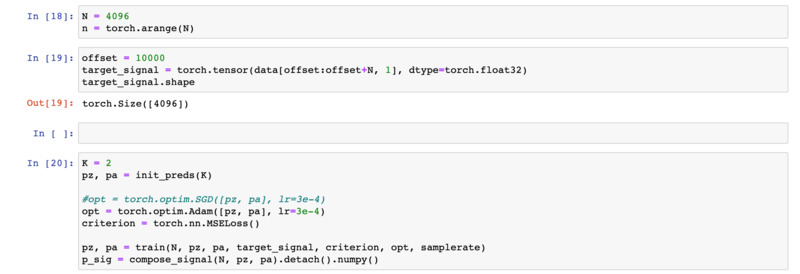 In [18]: N = 4096
n = torch.arange(N)
In [19]: offset = 10000
target_signal = torch.tensor(data[offset:offset+N, 1], dtype=torch.float32)
target_signal.shape
Out[19]: torch.Size([4096])
In [ ]:
In [20]: K = 2
pz, pa = init_preds(K)
#opt = torch.optim.SGD([pz, pa], lr=3e-4)
opt = torch.optim.Adam([pz, pa], lr=3e-4)
criterion = torch.nn.MSELoss()
pz, pa = train(N, pz, pa, target_signal, criterion, opt, samplerate)
p_sig = compose_signal(N, pz, pa).detach().numpy()